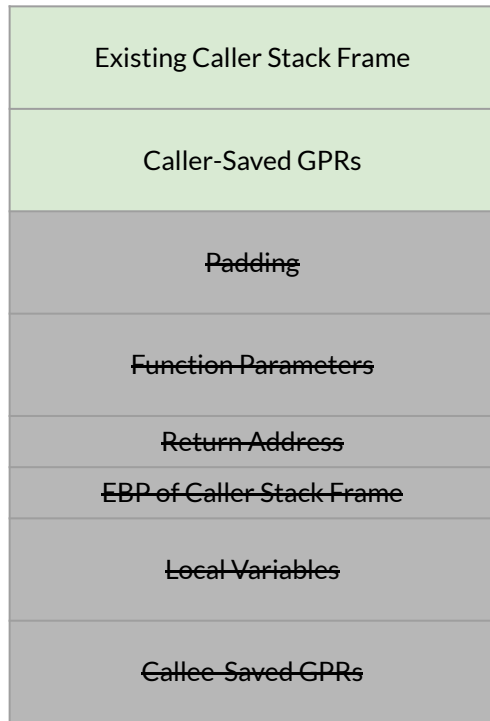 Existing Caller Stack Frame
Caller-Saved GPRs
Padding
Function Parameters
Return Address
EBP of Caller Stack Frame
Local Variables
Callee-Saved GPRs